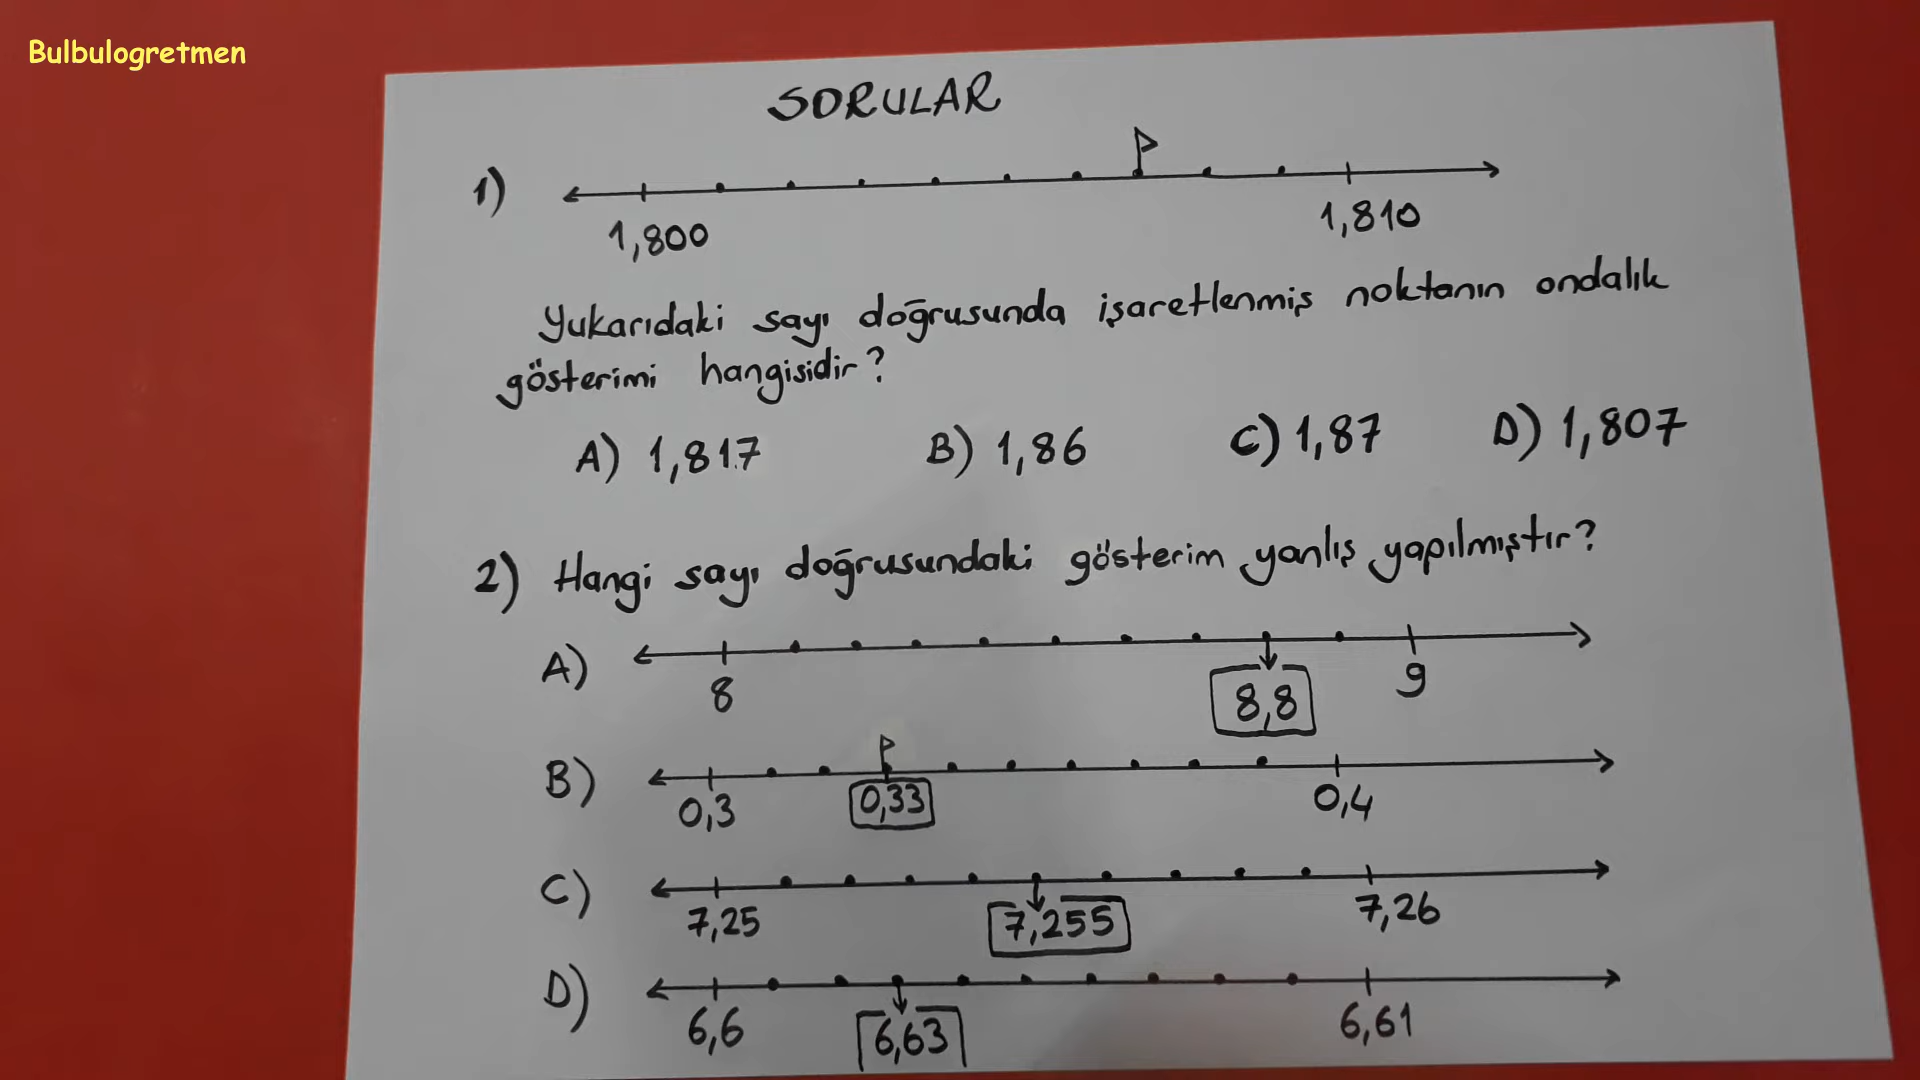 Bulbulogretmen
SORULAR
1)
1,800 1,810
Yukarıdaki sayı doğrusunda işaretlenmiş noktanın ondalık
gösterimi hangisidir?
A) 1,817 B) 1,86 C) 1,87 D) 1,807
2) Hangi sayı doğrusundaki gösterim yanlış yapılmıştır?
A) 8 8,8 9
B) 0,3 0,33 0,4
C) 7,25 7,255 7,26
D) 6,6 6,63 6,61